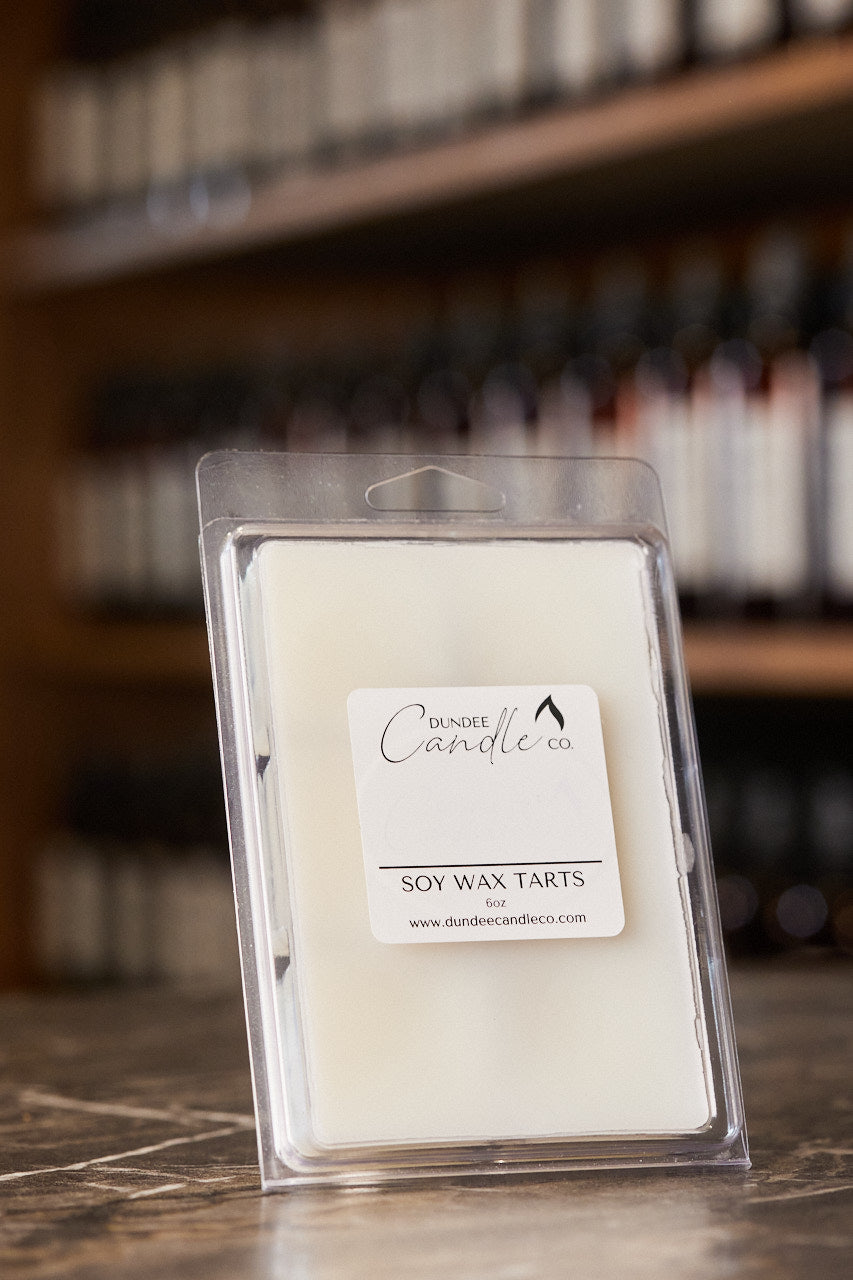 DUNDEE
Candle CO.
SOY WAX TARTS
6oz
www.dundeecandleco.com